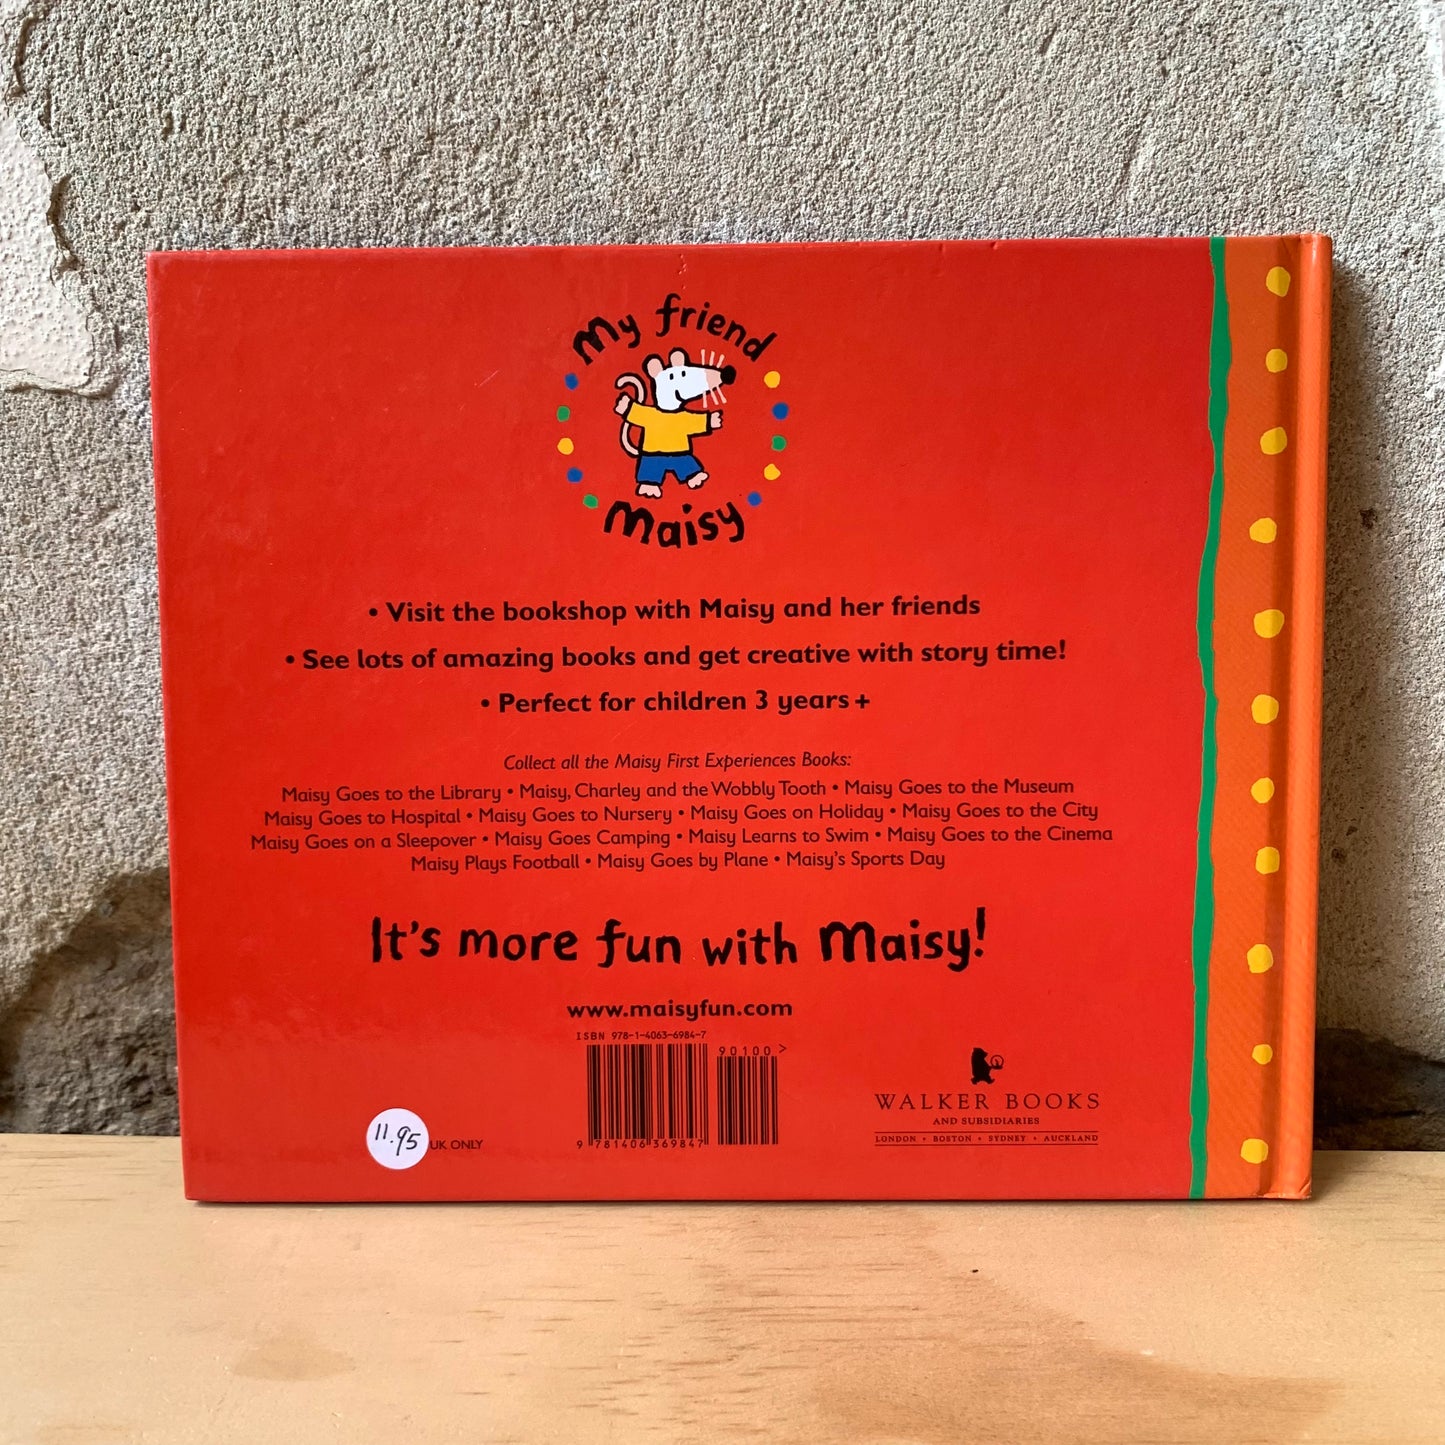 My friend
Maisy
• Visit the bookshop with Maisy and her friends
• See lots of amazing books and get creative with story time!
• Perfect for children 3 years +
Collect all the Maisy First Experiences Books:
Maisy Goes to the Library • Maisy, Charley and the Wobbly Tooth • Maisy Goes to the Museum
Maisy Goes to Hospital • Maisy Goes to Nursery • Maisy Goes on Holiday • Maisy Goes to the City
Maisy Goes on a Sleepover • Maisy Goes Camping • Maisy Learns to Swim • Maisy Goes to the Cinema
Maisy Plays Football • Maisy Goes by Plane • Maisy's Sports Day
It's more fun with Maisy!
www.maisyfun.com
ISBN 978-1-4063-6984-7
90100 >
9 781406 369847
11.95
UK ONLY
WALKER BOOKS
AND SUBSIDIARIES
LONDON • BOSTON • SYDNEY • AUCKLAND